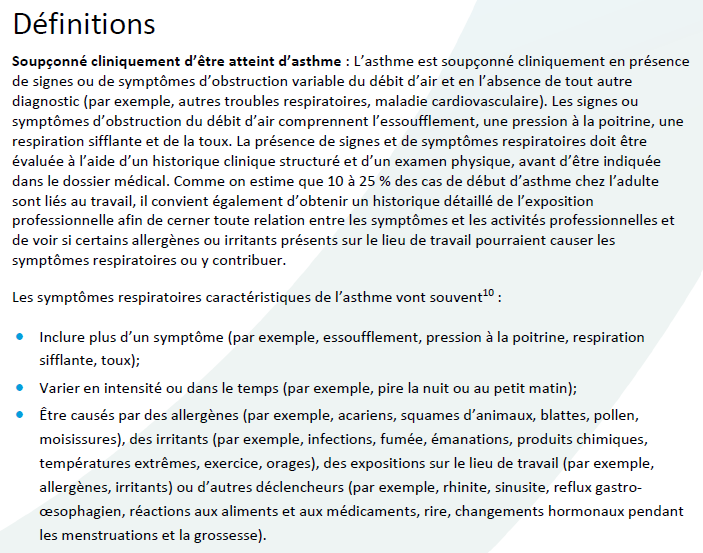 Définitions
Soupçonné cliniquement d’être atteint d’asthme : L’asthme est soupçonné cliniquement en présence
de signes ou de symptômes d’obstruction variable du débit d’air et en l’absence de tout autre
diagnostic (par exemple, autres troubles respiratoires, maladie cardiovasculaire). Les signes ou
symptômes d’obstruction du débit d’air comprennent l’essoufflement, une pression à la poitrine, une
respiration sifflante et de la toux. La présence de signes et de symptômes respiratoires doit être
évaluée à l’aide d’un historique clinique structuré et d’un examen physique, avant d’être indiquée
dans le dossier médical. Comme on estime que 10 à 25 % des cas de début d’asthme chez l’adulte
sont liés au travail, il convient également d’obtenir un historique détaillé de l’exposition
professionnelle afin de cerner toute relation entre les symptômes et les activités professionnelles et
de voir si certains allergènes ou irritants présents sur le lieu de travail pourraient causer les
symptômes respiratoires ou y contribuer.
Les symptômes respiratoires caractéristiques de l’asthme vont souvent¹⁰ :
• Inclure plus d’un symptôme (par exemple, essoufflement, pression à la poitrine, respiration
sifflante, toux);
• Varier en intensité ou dans le temps (par exemple, pire la nuit ou au petit matin);
• Être causés par des allergènes (par exemple, acariens, squames d’animaux, blattes, pollen,
moisissures), des irritants (par exemple, infections, fumée, émanations, produits chimiques,
températures extrêmes, exercice, orages), des expositions sur le lieu de travail (par exemple,
allergènes, irritants) ou d’autres déclencheurs (par exemple, rhinite, sinusite, reflux gastro-
œsophagien, réactions aux aliments et aux médicaments, rire, changements hormonaux pendant
les menstruations et la grossesse).